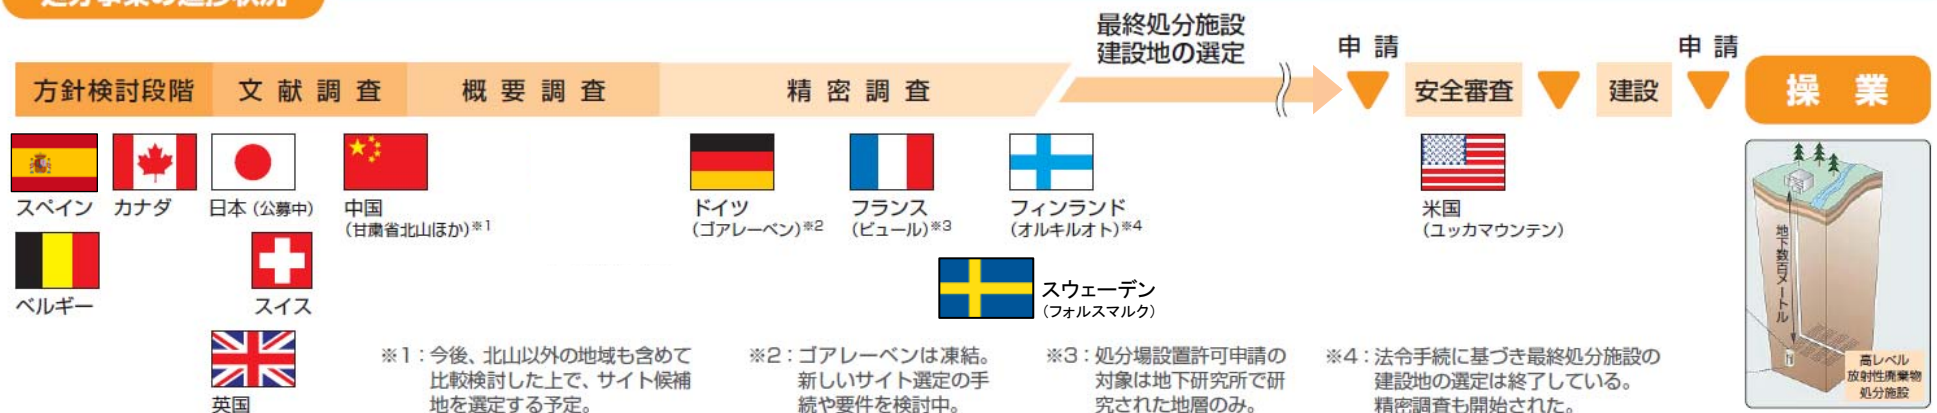 処分事業の進捗状況
最終処分施設
建設地の選定
申 請
申 請
方針検討段階
文 献 調 査
概 要 調 査
精 密 調 査
安全審査
建設
操 業
スペイン
カナダ
日本（公募中）
中国
（甘粛省北山ほか）※1
ドイツ
（ゴアレーベン）※2
フランス
（ビュール）※3
フィンランド
（オルキルオト）※4
米国
（ユッカマウンテン）
ベルギー
スイス
スウェーデン
（フォルスマルク）
英国
※1：今後、北山以外の地域も含めて
比較検討した上で、サイト候補
地を選定する予定。
※2：ゴアレーベンは凍結。
新しいサイト選定の手
続や要件を検討中。
※3：処分場設置許可申請の
対象は地下研究所で研
究された地層のみ。
※4：法令手続に基づき最終処分施設の
建設地の選定は終了している。
精密調査も開始された。
地下数百メートル
高レベル
放射性廃棄物
処分施設